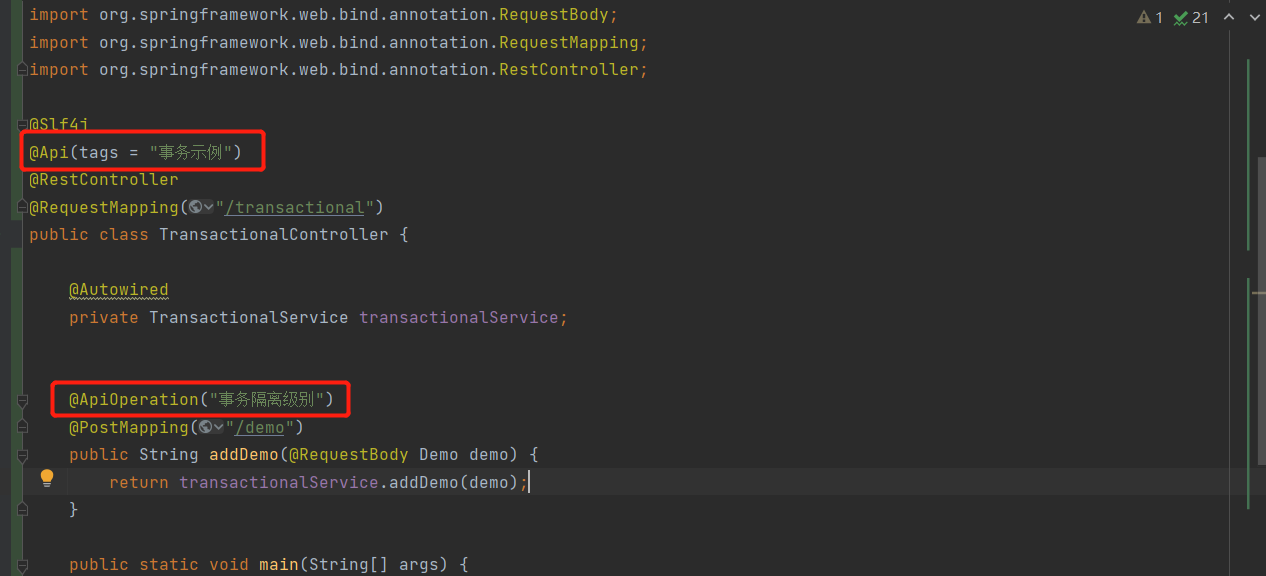 import org.springframework.web.bind.annotation.RequestBody;
1 21
import org.springframework.web.bind.annotation.RequestMapping;
import org.springframework.web.bind.annotation.RestController;
@Slf4j
@Api(tags = "事务示例")
@RestController
@RequestMapping("/transactional")
public class TransactionalController {
@Autowired
private TransactionalService transactionalService;
@ApiOperation("事务隔离级别")
@PostMapping("/demo")
public String addDemo(@RequestBody Demo demo) {
return transactionalService.addDemo(demo);
}
public static void main(String[] args) {